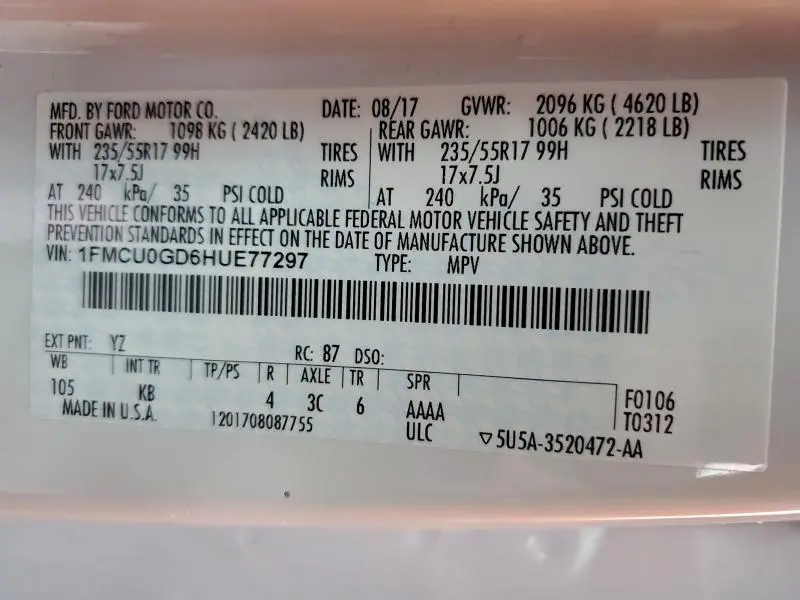 MFD. BY FORD MOTOR CO. DATE: 08/17 GVWR: 2096 KG ( 4620 LB)
FRONT GAWR: 1098 KG ( 2420 LB) REAR GAWR: 1006 KG ( 2218 LB)
WITH 235/55R17 99H TIRES WITH 235/55R17 99H TIRES
17x7.5J RIMS 17x7.5J RIMS
AT 240 kPa/ 35 PSI COLD AT 240 kPa/ 35 PSI COLD
THIS VEHICLE CONFORMS TO ALL APPLICABLE FEDERAL MOTOR VEHICLE SAFETY AND THEFT
PREVENTION STANDARDS IN EFFECT ON THE DATE OF MANUFACTURE SHOWN ABOVE.
VIN: 1FMCU0GD6HUE77297 TYPE: MPV
EXT PNT: YZ RC: 87 DSO:
WB INT TR TP/PS R AXLE TR SPR
105 KB 4 3C 6 AAAA F0106
MADE IN U.S.A. 1201708087755 ULC T0312
▽5U5A-3520472-AA